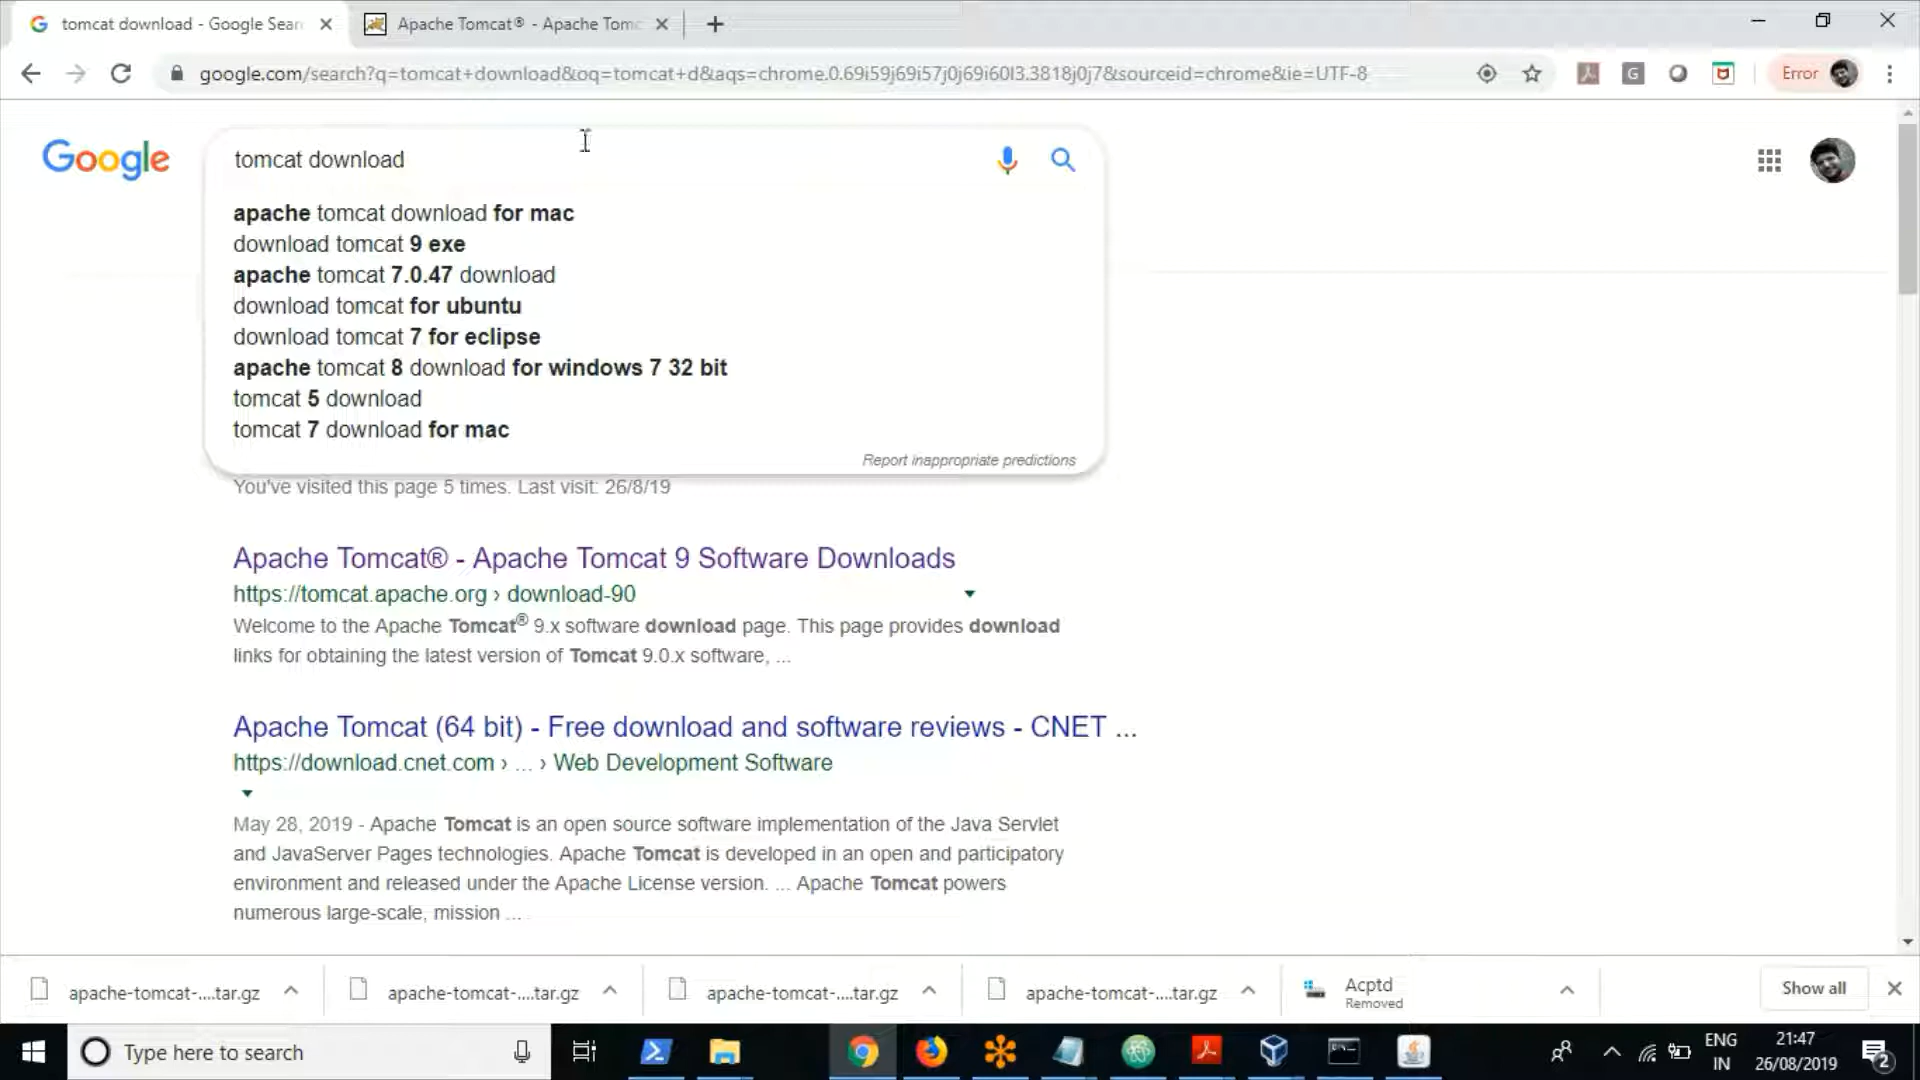 tomcat download - Google Sear
Apache Tomcat® - Apache Tomc
google.com/search?q=tomcat+download&oq=tomcat+d&aqs=chrome.0.69i59j69i57j0j69i60l3.3818j0j7&sourceid=chrome&ie=UTF-8
Error
Google
tomcat download
apache tomcat download for mac
download tomcat 9 exe
apache tomcat 7.0.47 download
download tomcat for ubuntu
download tomcat 7 for eclipse
apache tomcat 8 download for windows 7 32 bit
tomcat 5 download
tomcat 7 download for mac
Report inappropriate predictions
You've visited this page 5 times. Last visit: 26/8/19
Apache Tomcat® - Apache Tomcat 9 Software Downloads
https://tomcat.apache.org › download-90
Welcome to the Apache Tomcat® 9.x software download page. This page provides download
links for obtaining the latest version of Tomcat 9.0.x software, ...
Apache Tomcat (64 bit) - Free download and software reviews - CNET ...
https://download.cnet.com › ... › Web Development Software
May 28, 2019 - Apache Tomcat is an open source software implementation of the Java Servlet
and JavaServer Pages technologies. Apache Tomcat is developed in an open and participatory
environment and released under the Apache License version. ... Apache Tomcat powers
numerous large-scale, mission ...
apache-tomcat-....tar.gz
apache-tomcat-....tar.gz
apache-tomcat-....tar.gz
apache-tomcat-....tar.gz
Acptd
Removed
Show all
Type here to search
ENG
IN
21:47
26/08/2019
2